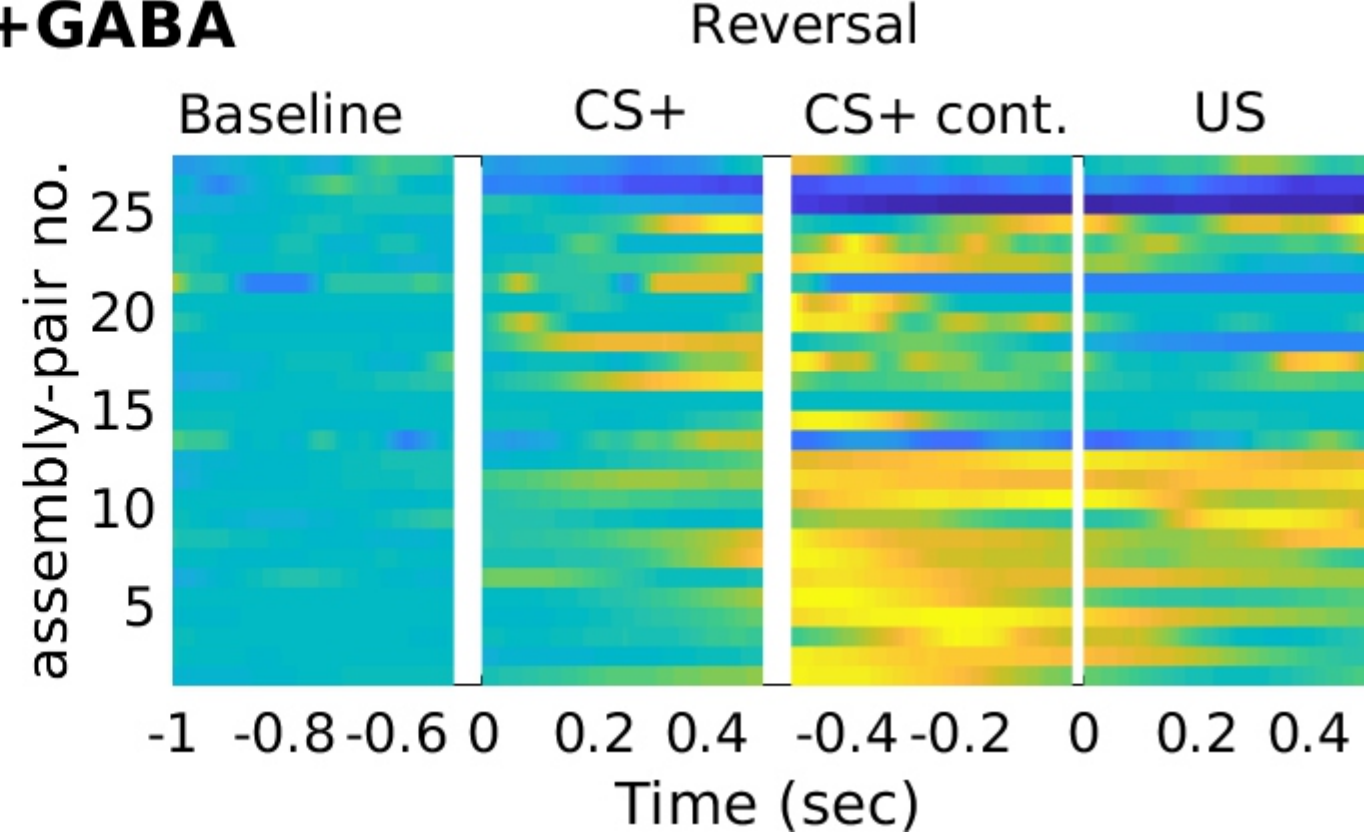 +GABA
Reversal
Baseline CS+ CS+ cont. US
assembly-pair no.
25
20
15
10
5
-1 -0.8 -0.6 0 0.2 0.4 -0.4 -0.2 0 0.2 0.4
Time (sec)